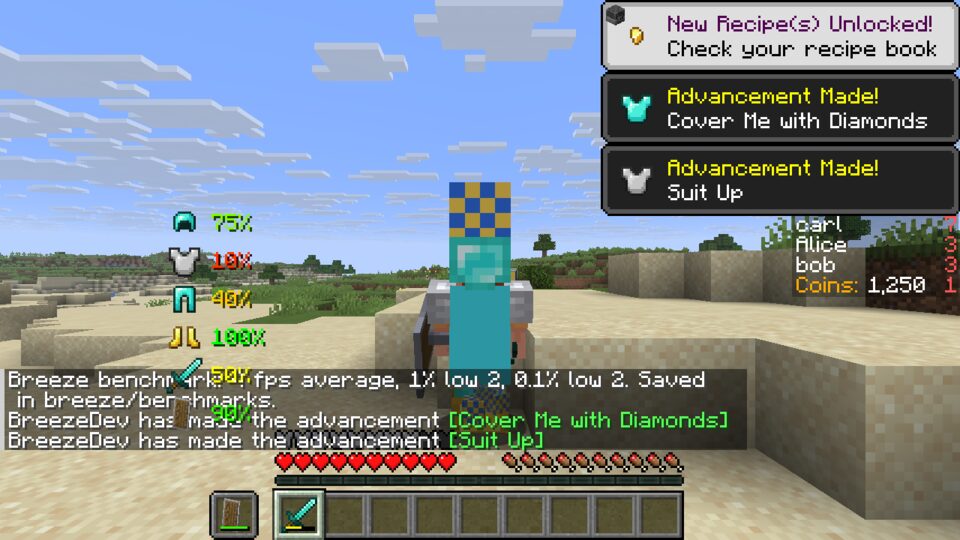 New Recipe(s) Unlocked!
Check your recipe book
Advancement Made!
Cover Me with Diamonds
Advancement Made!
Suit Up
carl 7
Alice 3
bob 3
Coins: 1,250 1
75%
10%
40%
100%
50%
90%
Breeze fps average, 1% low 2, 0.1% low 2. Saved
in breeze/benchmarks.
BreezeDev has made the advancement [Cover Me with Diamonds]
BreezeDev has made the advancement [Suit Up]